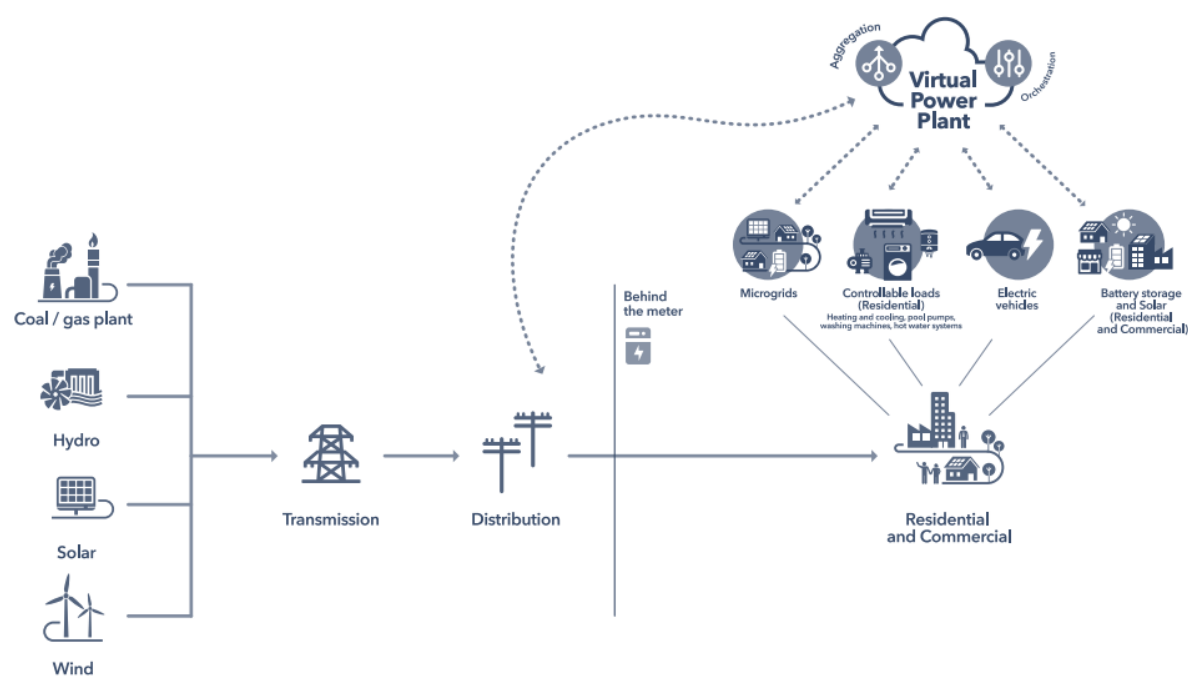 Aggregation
Orchestration
Virtual
Power
Plant
Coal / gas plant
Hydro
Solar
Wind
Transmission
Distribution
Behind
the meter
Microgrids
Controllable loads
(Residential)
Heating and cooling, pool pumps,
washing machines, hot water systems
Electric
vehicles
Battery storage
and Solar
(Residential
and Commercial)
Residential
and Commercial